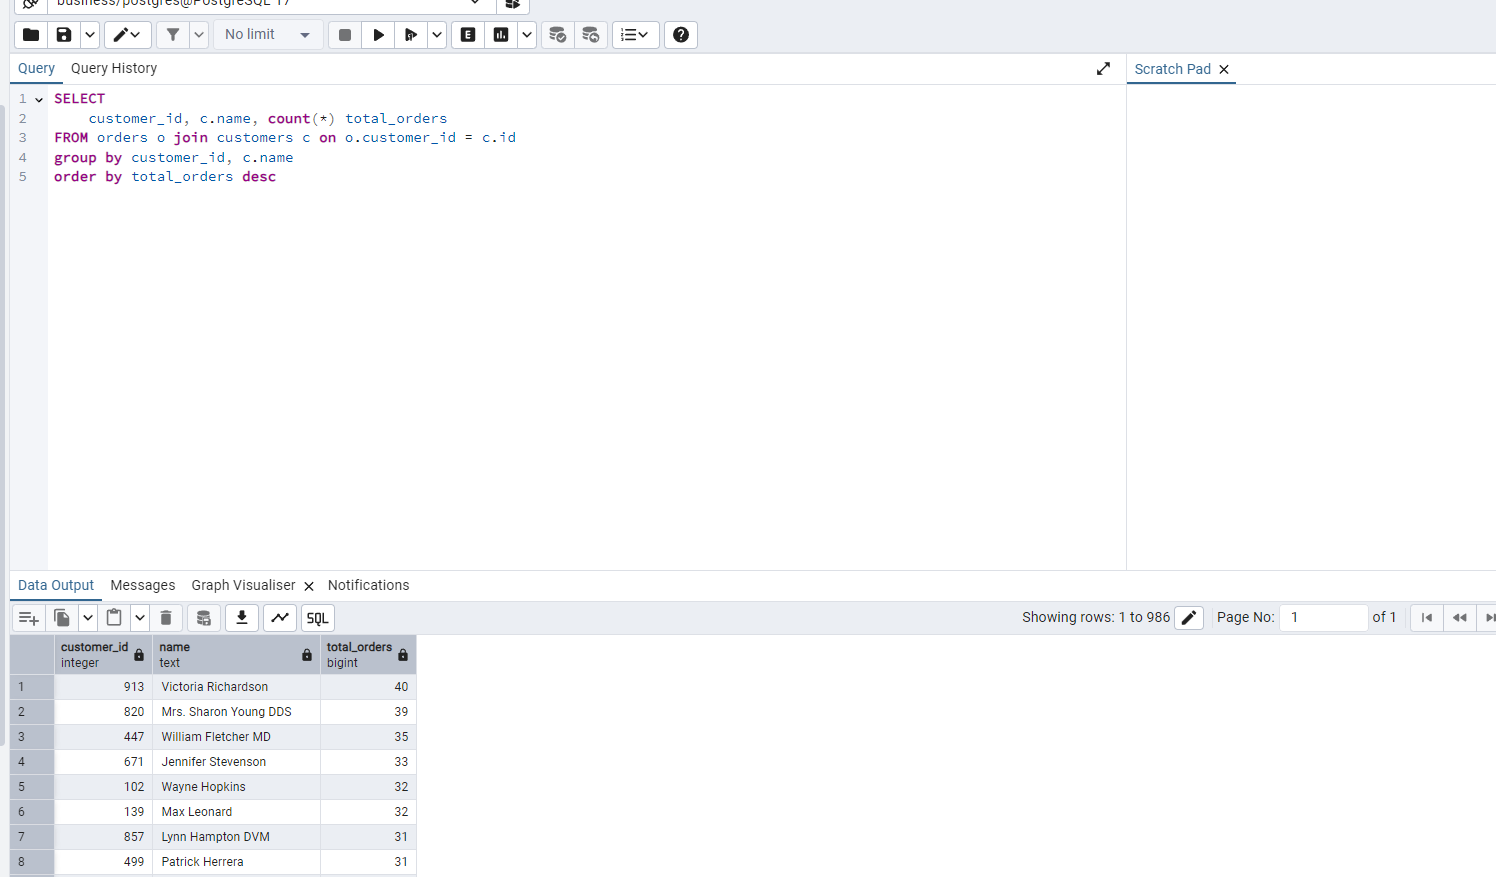 business/postgres@PostgreSQL 17
No limit
E
Query Query History
Scratch Pad
1 SELECT
2 customer_id, c.name, count(*) total_orders
3 FROM orders o join customers c on o.customer_id = c.id
4 group by customer_id, c.name
5 order by total_orders desc
Data Output Messages Graph Visualiser Notifications
SQL Showing rows: 1 to 986 Page No: 1 of 1
customer_id name total_orders
integer text bigint
1 913 Victoria Richardson 40
2 820 Mrs. Sharon Young DDS 39
3 447 William Fletcher MD 35
4 671 Jennifer Stevenson 33
5 102 Wayne Hopkins 32
6 139 Max Leonard 32
7 857 Lynn Hampton DVM 31
8 499 Patrick Herrera 31